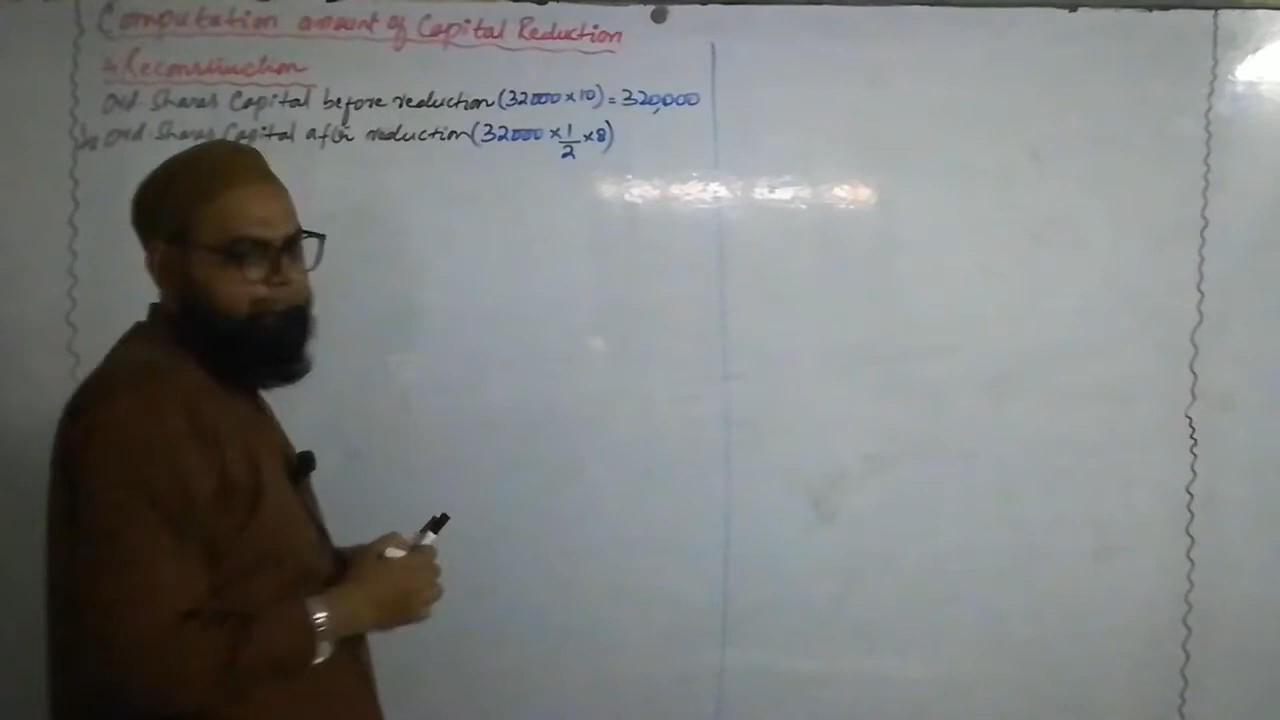 Computation amount of Capital Reduction
& Reconstruction
Old Shares Capital before reduction (32000 × 10) = 320,000
Old Shares Capital after reduction (32000 × 1/2 × 8)